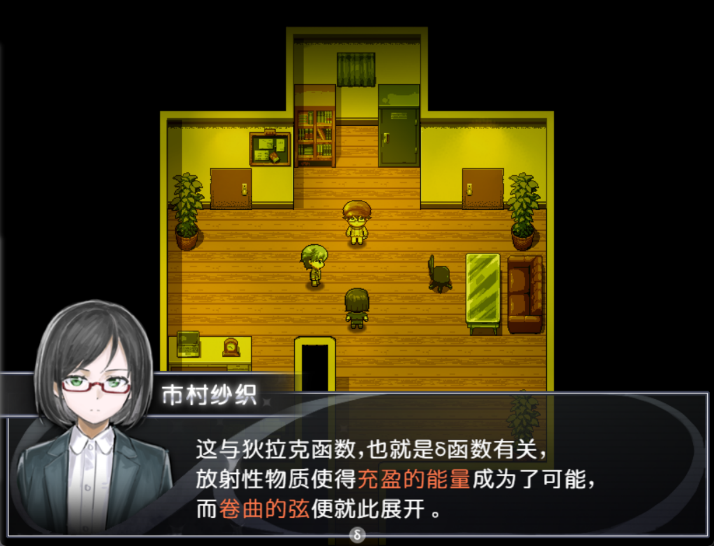 市村纱织
这与狄拉克函数,也就是δ函数有关,
放射性物质使得充盈的能量成为了可能,
而卷曲的弦便就此展开。
δ